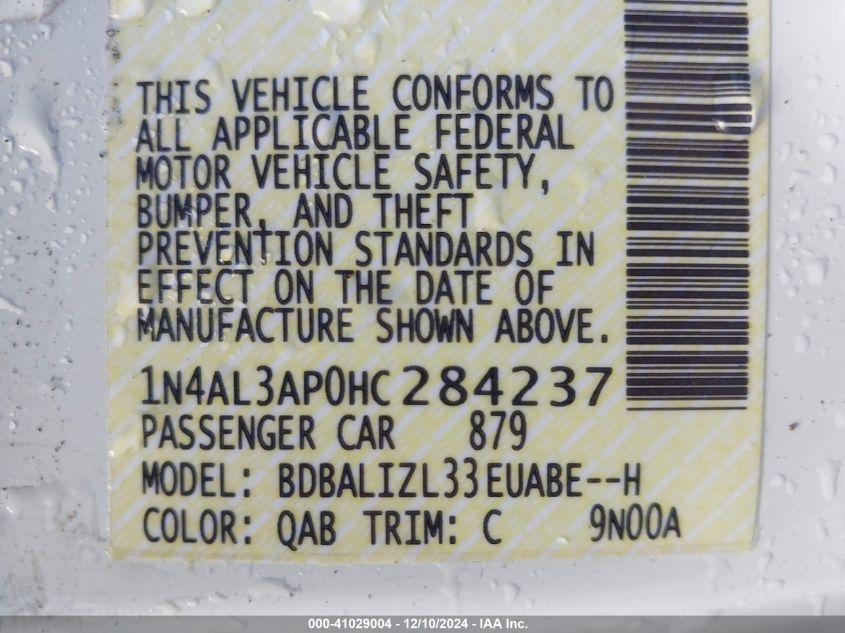 THIS VEHICLE CONFORMS TO
ALL APPLICABLE FEDERAL
MOTOR VEHICLE SAFETY,
BUMPER, AND THEFT
PREVENTION STANDARDS IN
EFFECT ON THE DATE OF
MANUFACTURE SHOWN ABOVE.
1N4AL3AP0HC284237
PASSENGER CAR 879
MODEL: BDBALIZL33EUABE--H
COLOR: QAB TRIM: C 9N00A
000-41029004 - 12/10/2024 - IAA Inc.